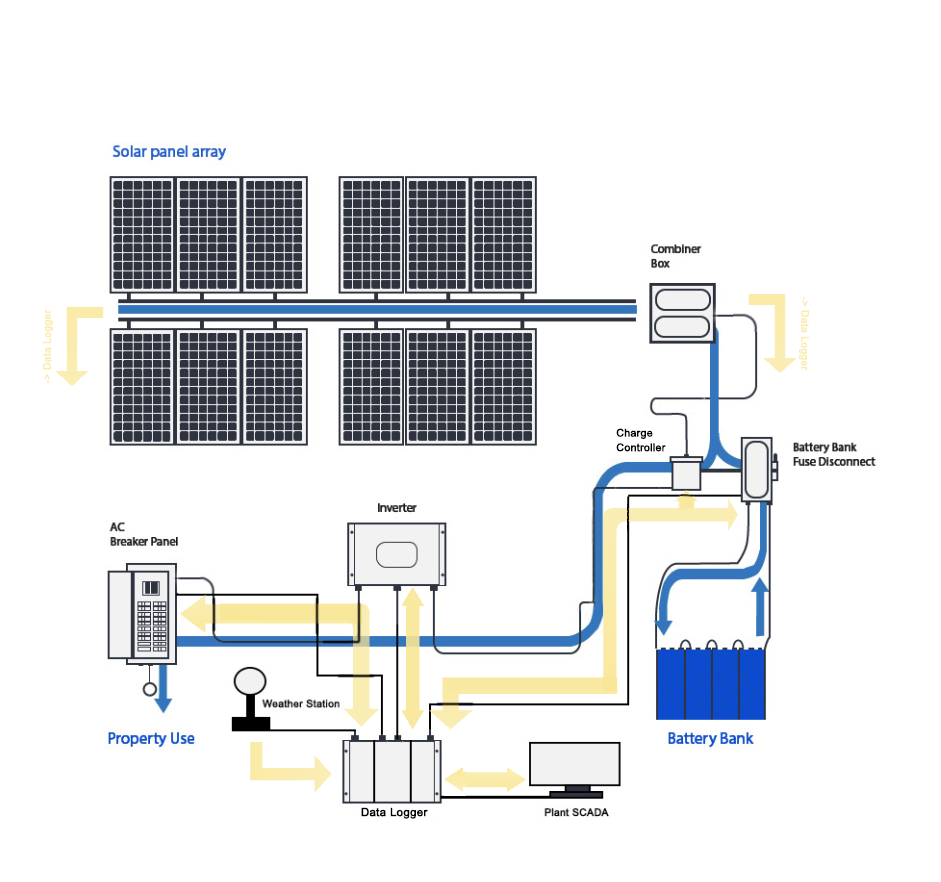 Solar panel array
Combiner
Box
-> Data Logger
-> Data Logger
Charge
Controller
Battery Bank
Fuse Disconnect
Inverter
AC
Breaker Panel
Weather Station
Property Use
Battery Bank
Data Logger
Plant SCADA